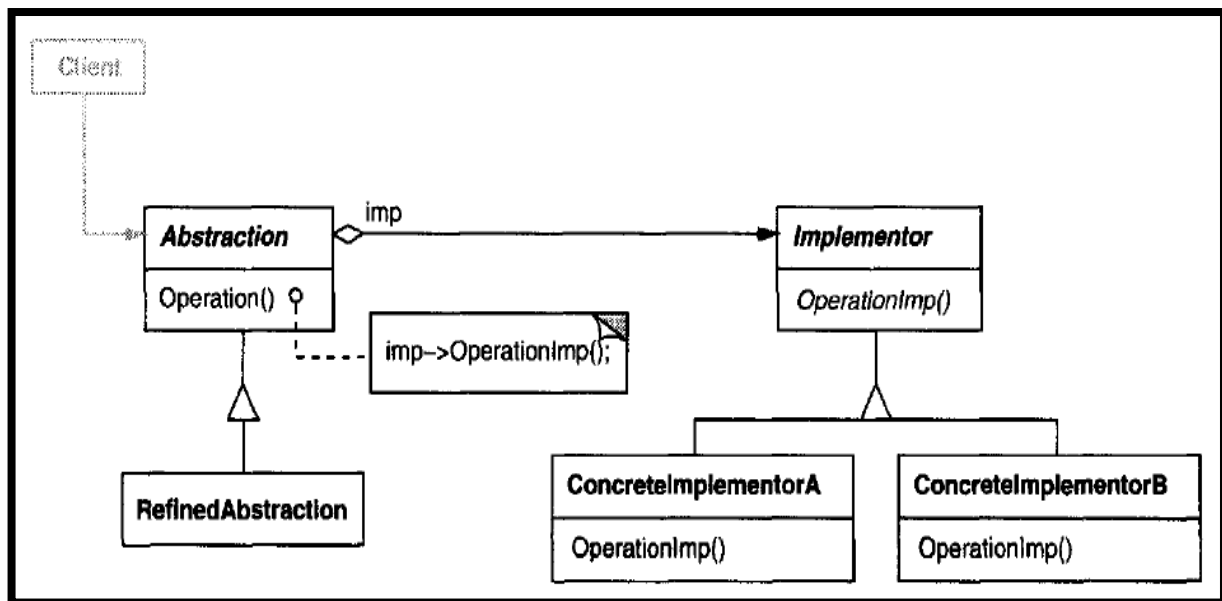 Client
imp
Abstraction
Implementor
Operation()
OperationImp()
imp->OperationImp();
RefinedAbstraction
ConcreteImplementorA
ConcreteImplementorB
OperationImp()
OperationImp()